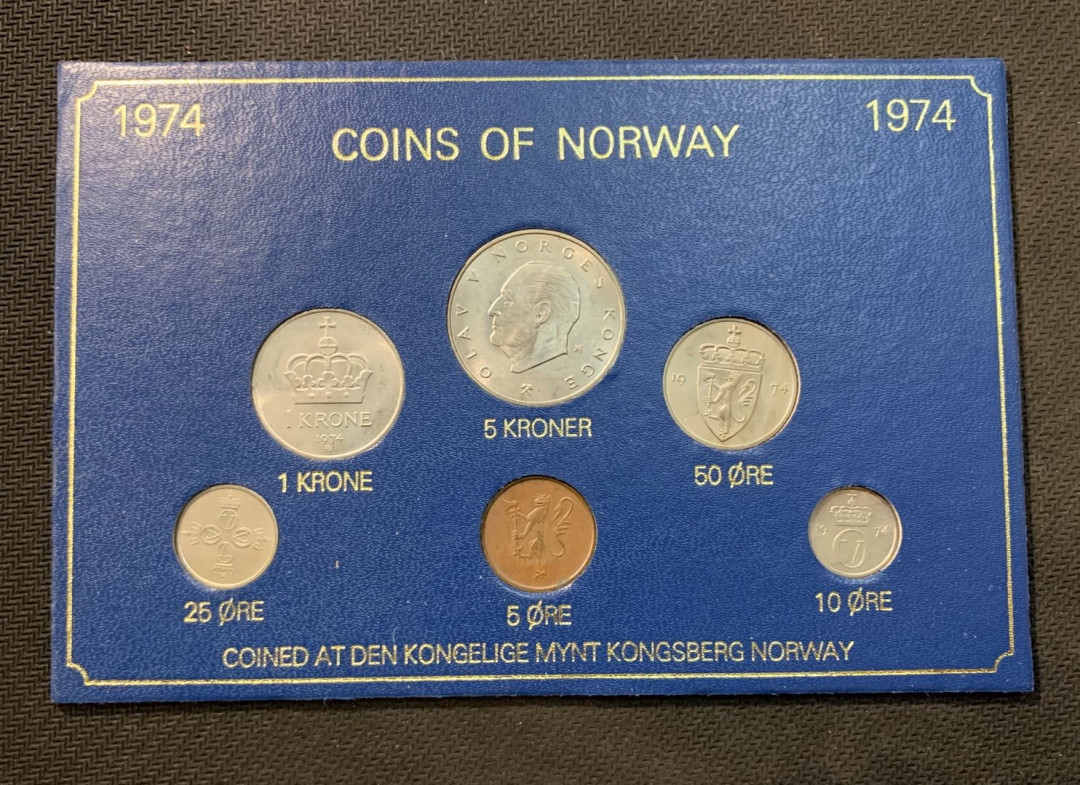 1974
1974
COINS OF NORWAY
OLAV V NORGES KONGE
5 KRONER
1 KRONE
1974
1 KRONE
19 74
50 ØRE
25 ØRE
5 ØRE
19 74
10 ØRE
COINED AT DEN KONGELIGE MYNT KONGSBERG NORWAY